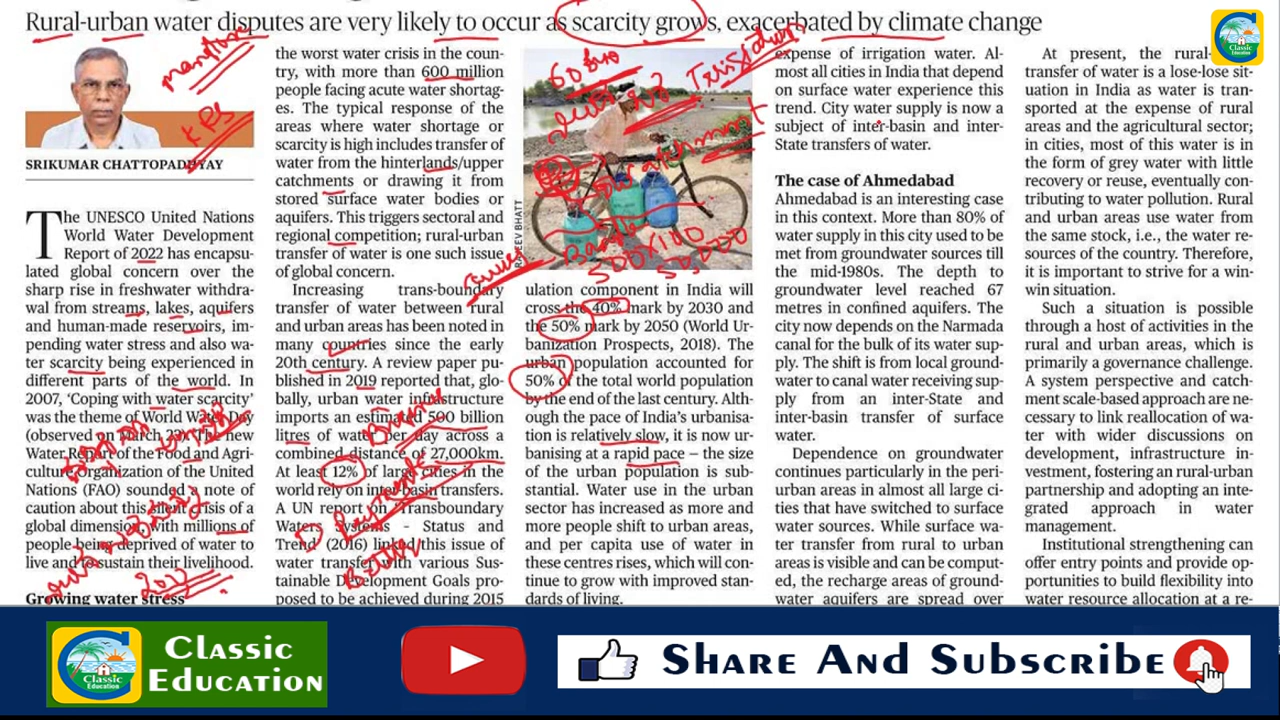 Rural-urban water disputes are very likely to occur as scarcity grows, exacerbated by climate change
SRIKUMAR CHATTOPADHYAY
The UNESCO United Nations
World Water Development
Report of 2022 has encapsu-
lated global concern over the
sharp rise in freshwater withdra-
wal from streams, lakes, aquifers
and human-made reservoirs, im-
pending water stress and also wa-
ter scarcity being experienced in
different parts of the world. In
2007, ‘Coping with water scarcity’
was the theme of World Water Day
(observed on March 22). The new
Water Report of the Food and Agri-
culture Organization of the United
Nations (FAO) sounded a note of
caution about this silent crisis of a
global dimension, with millions of
people being deprived of water to
live and to sustain their livelihood.
Growing water stress
the worst water crisis in the coun-
try, with more than 600 million
people facing acute water shortag-
es. The typical response of the
areas where water shortage or
scarcity is high includes transfer of
water from the hinterlands/upper
catchments or drawing it from
stored surface water bodies or
aquifers. This triggers sectoral and
regional competition; rural-urban
transfer of water is one such issue
of global concern.
Increasing trans-boundary
transfer of water between rural
and urban areas has been noted in
many countries since the early
20th century. A review paper pu-
blished in 2019 reported that, glo-
bally, urban water infrastructure
imports an estimated 500 billion
litres of water per day across a
combined distance of 27,000km.
At least 12% of large cities in the
world rely on inter-basin transfers.
A UN report on ‘Transboundary
Waters Systems - Status and
Trend’ (2016) linked this issue of
water transfer with various Sus-
tainable Development Goals pro-
posed to be achieved during 2015
RAJEEV BHATT
ulation component in India will
cross the 40% mark by 2030 and
the 50% mark by 2050 (World Ur-
banization Prospects, 2018). The
urban population accounted for
50% of the total world population
by the end of the last century. Alth-
ough the pace of India’s urbanisa-
tion is relatively slow, it is now ur-
banising at a rapid pace – the size
of the urban population is sub-
stantial. Water use in the urban
sector has increased as more and
more people shift to urban areas,
and per capita use of water in
these centres rises, which will con-
tinue to grow with improved stan-
dards of living.
500x100
50,000
expense of irrigation water. Al-
most all cities in India that depend
on surface water experience this
trend. City water supply is now a
subject of inter-basin and inter-
State transfers of water.
The case of Ahmedabad
Ahmedabad is an interesting case
in this context. More than 80% of
water supply in this city used to be
met from groundwater sources till
the mid-1980s. The depth to
groundwater level reached 67
metres in confined aquifers. The
city now depends on the Narmada
canal for the bulk of its water sup-
ply. The shift is from local ground-
water to canal water receiving sup-
ply from an inter-State and
inter-basin transfer of surface
water.
Dependence on groundwater
continues particularly in the peri-
urban areas in almost all large ci-
ties that have switched to surface
water sources. While surface wa-
ter transfer from rural to urban
areas is visible and can be comput-
ed, the recharge areas of ground-
water aquifers are spread over
At present, the rural-
transfer of water is a lose-lose sit-
uation in India as water is tran-
sported at the expense of rural
areas and the agricultural sector;
in cities, most of this water is in
the form of grey water with little
recovery or reuse, eventually con-
tributing to water pollution. Rural
and urban areas use water from
the same stock, i.e., the water re-
sources of the country. Therefore,
it is important to strive for a win-
win situation.
Such a situation is possible
through a host of activities in the
rural and urban areas, which is
primarily a governance challenge.
A system perspective and catch-
ment scale-based approach are ne-
cessary to link reallocation of wa-
ter with wider discussions on
development, infrastructure in-
vestment, fostering an rural-urban
partnership and adopting an inte-
grated approach in water
management.
Institutional strengthening can
offer entry points and provide op-
portunities to build flexibility into
water resource allocation at a re-
Classic
Education
Classic
Education
Classic
Education
Share And Subscribe